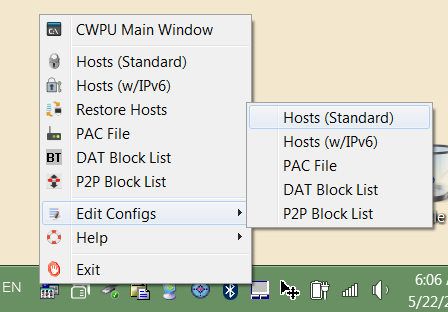 CWPU Main Window
Hosts (Standard)
Hosts (w/IPv6)
Restore Hosts
PAC File
BT DAT Block List
P2P Block List
Edit Configs
Help
Exit
Hosts (Standard)
Hosts (w/IPv6)
PAC File
DAT Block List
P2P Block List
EN
6:06
5/22/2